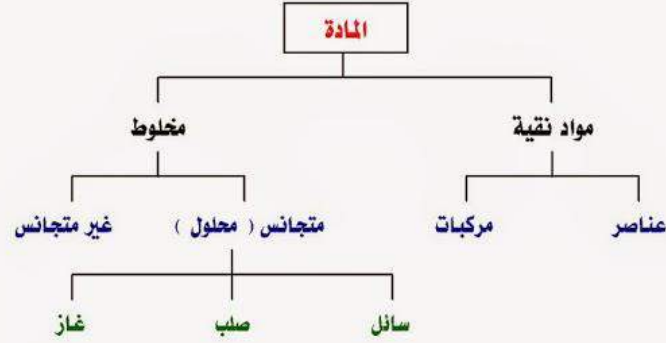 المادة
مواد نقية
مخلوط
عناصر
مركبات
متجانس ( محلول )
غير متجانس
سائل
صلب
غاز